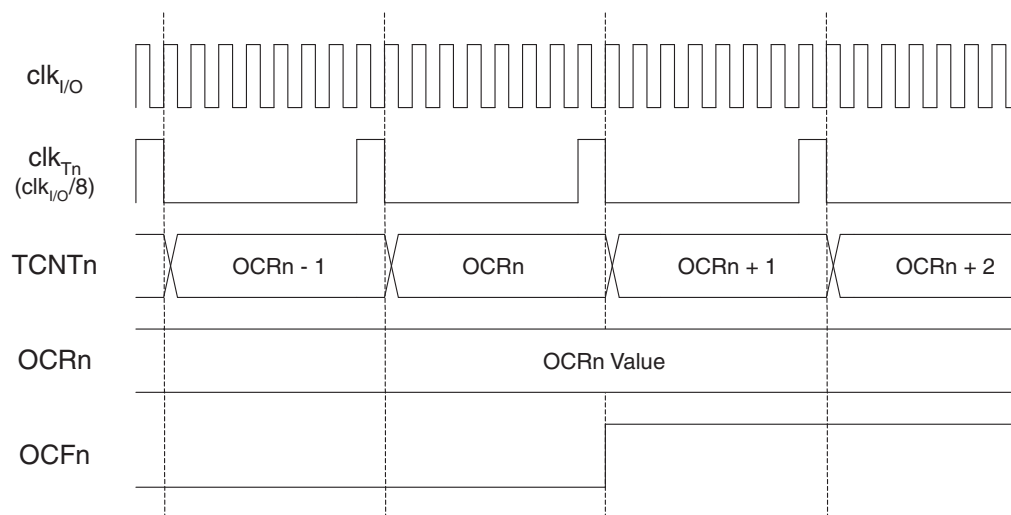 clkI/O
clkTn
(clkI/O/8)
TCNTn
OCRn - 1
OCRn
OCRn + 1
OCRn + 2
OCRn
OCRn Value
OCFn